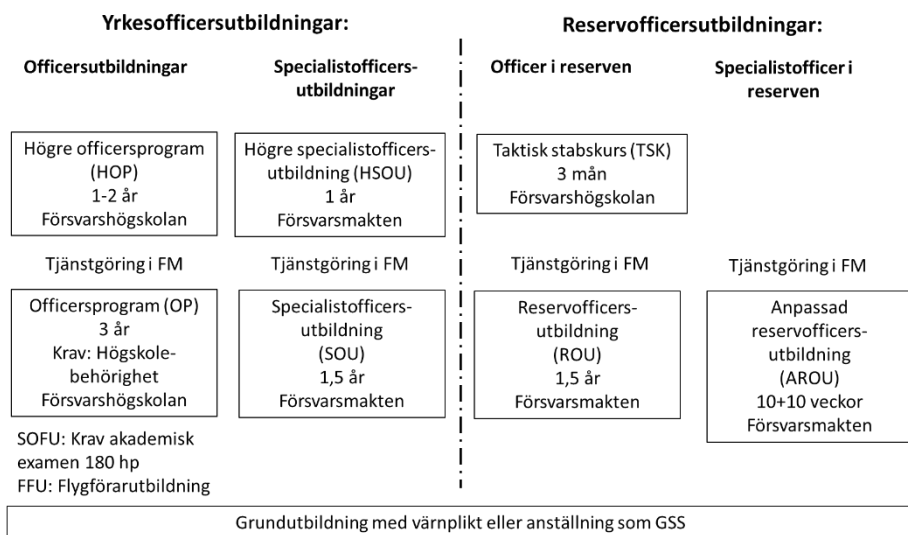 Yrkesofficersutbildningar:
Officersutbildningar
Specialistofficers-
utbildningar
Högre officersprogram
(HOP)
1-2 år
Försvarshögskolan
Högre specialistofficers-
utbildning (HSOU)
1 år
Försvarsmakten
Tjänstgöring i FM
Tjänstgöring i FM
Officersprogram (OP)
3 år
Krav: Högskole-
behörighet
Försvarshögskolan
Specialistofficers-
utbildning
(SOU)
1,5 år
Försvarsmakten
SOFU: Krav akademisk
examen 180 hp
FFU: Flygförarutbildning
Reservofficersutbildningar:
Officer i reserven
Specialistofficer i
reserven
Taktisk stabskurs (TSK)
3 mån
Försvarshögskolan
Tjänstgöring i FM
Tjänstgöring i FM
Reservofficers-
utbildning
(ROU)
1,5 år
Försvarsmakten
Anpassad
reservofficers-
utbildning
(AROU)
10+10 veckor
Försvarsmakten
Grundutbildning med värnplikt eller anställning som GSS